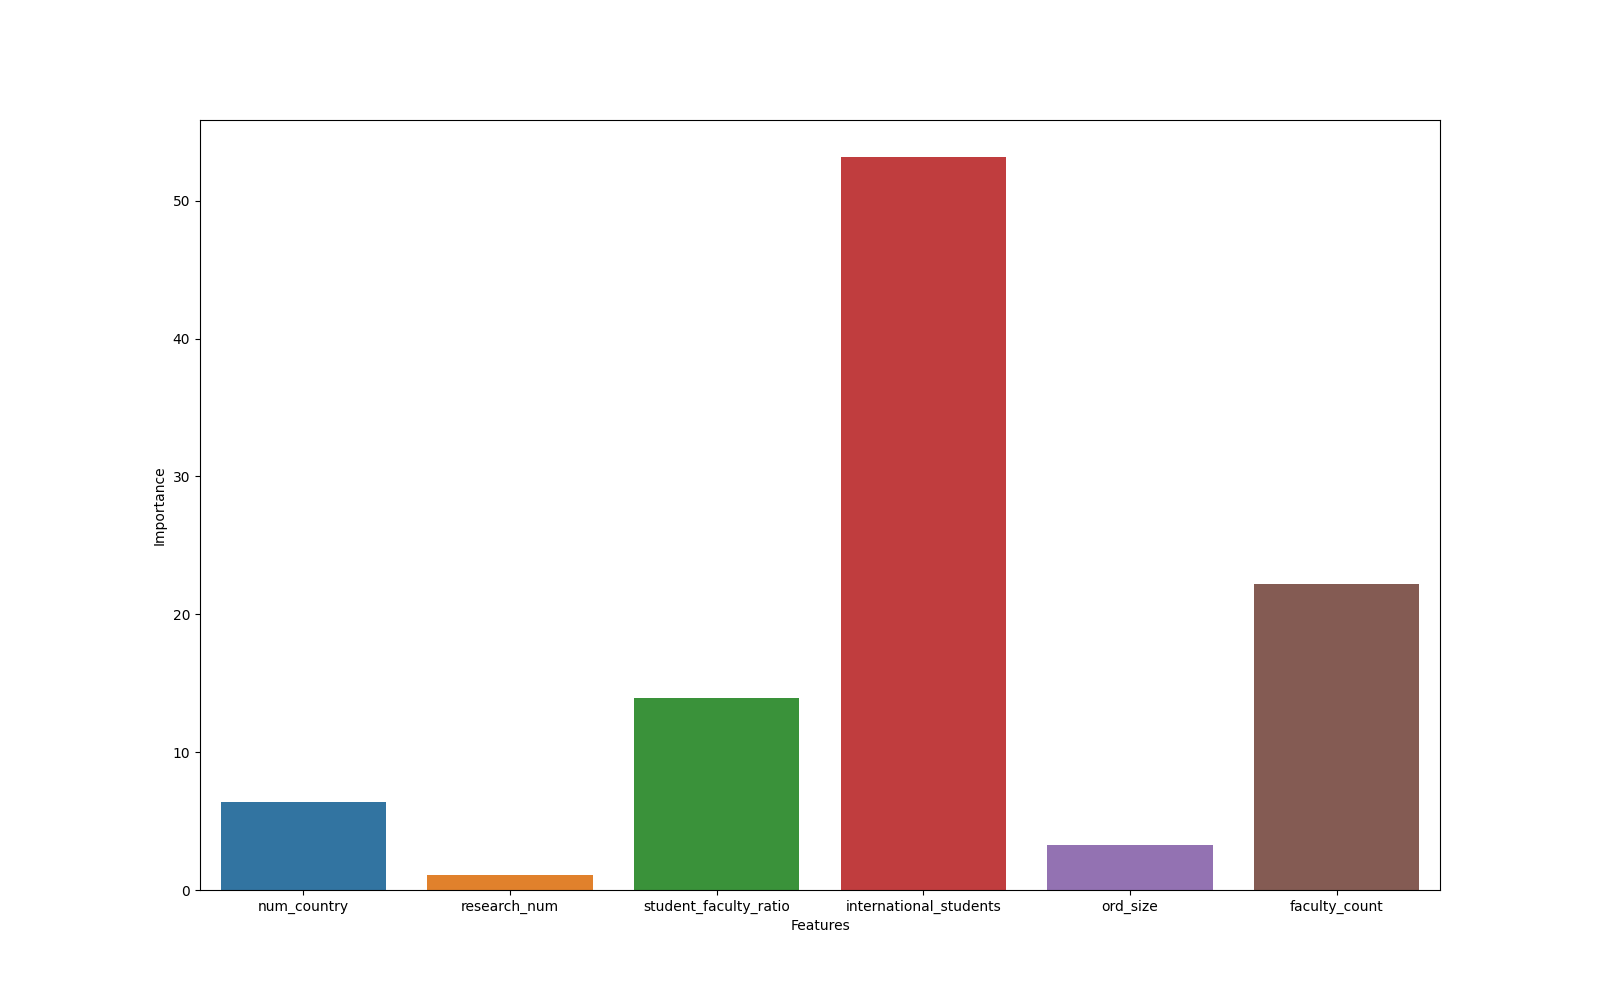 50
40
30
20
10
0
Importance
num_country research_num student_faculty_ratio international_students ord_size faculty_count
Features